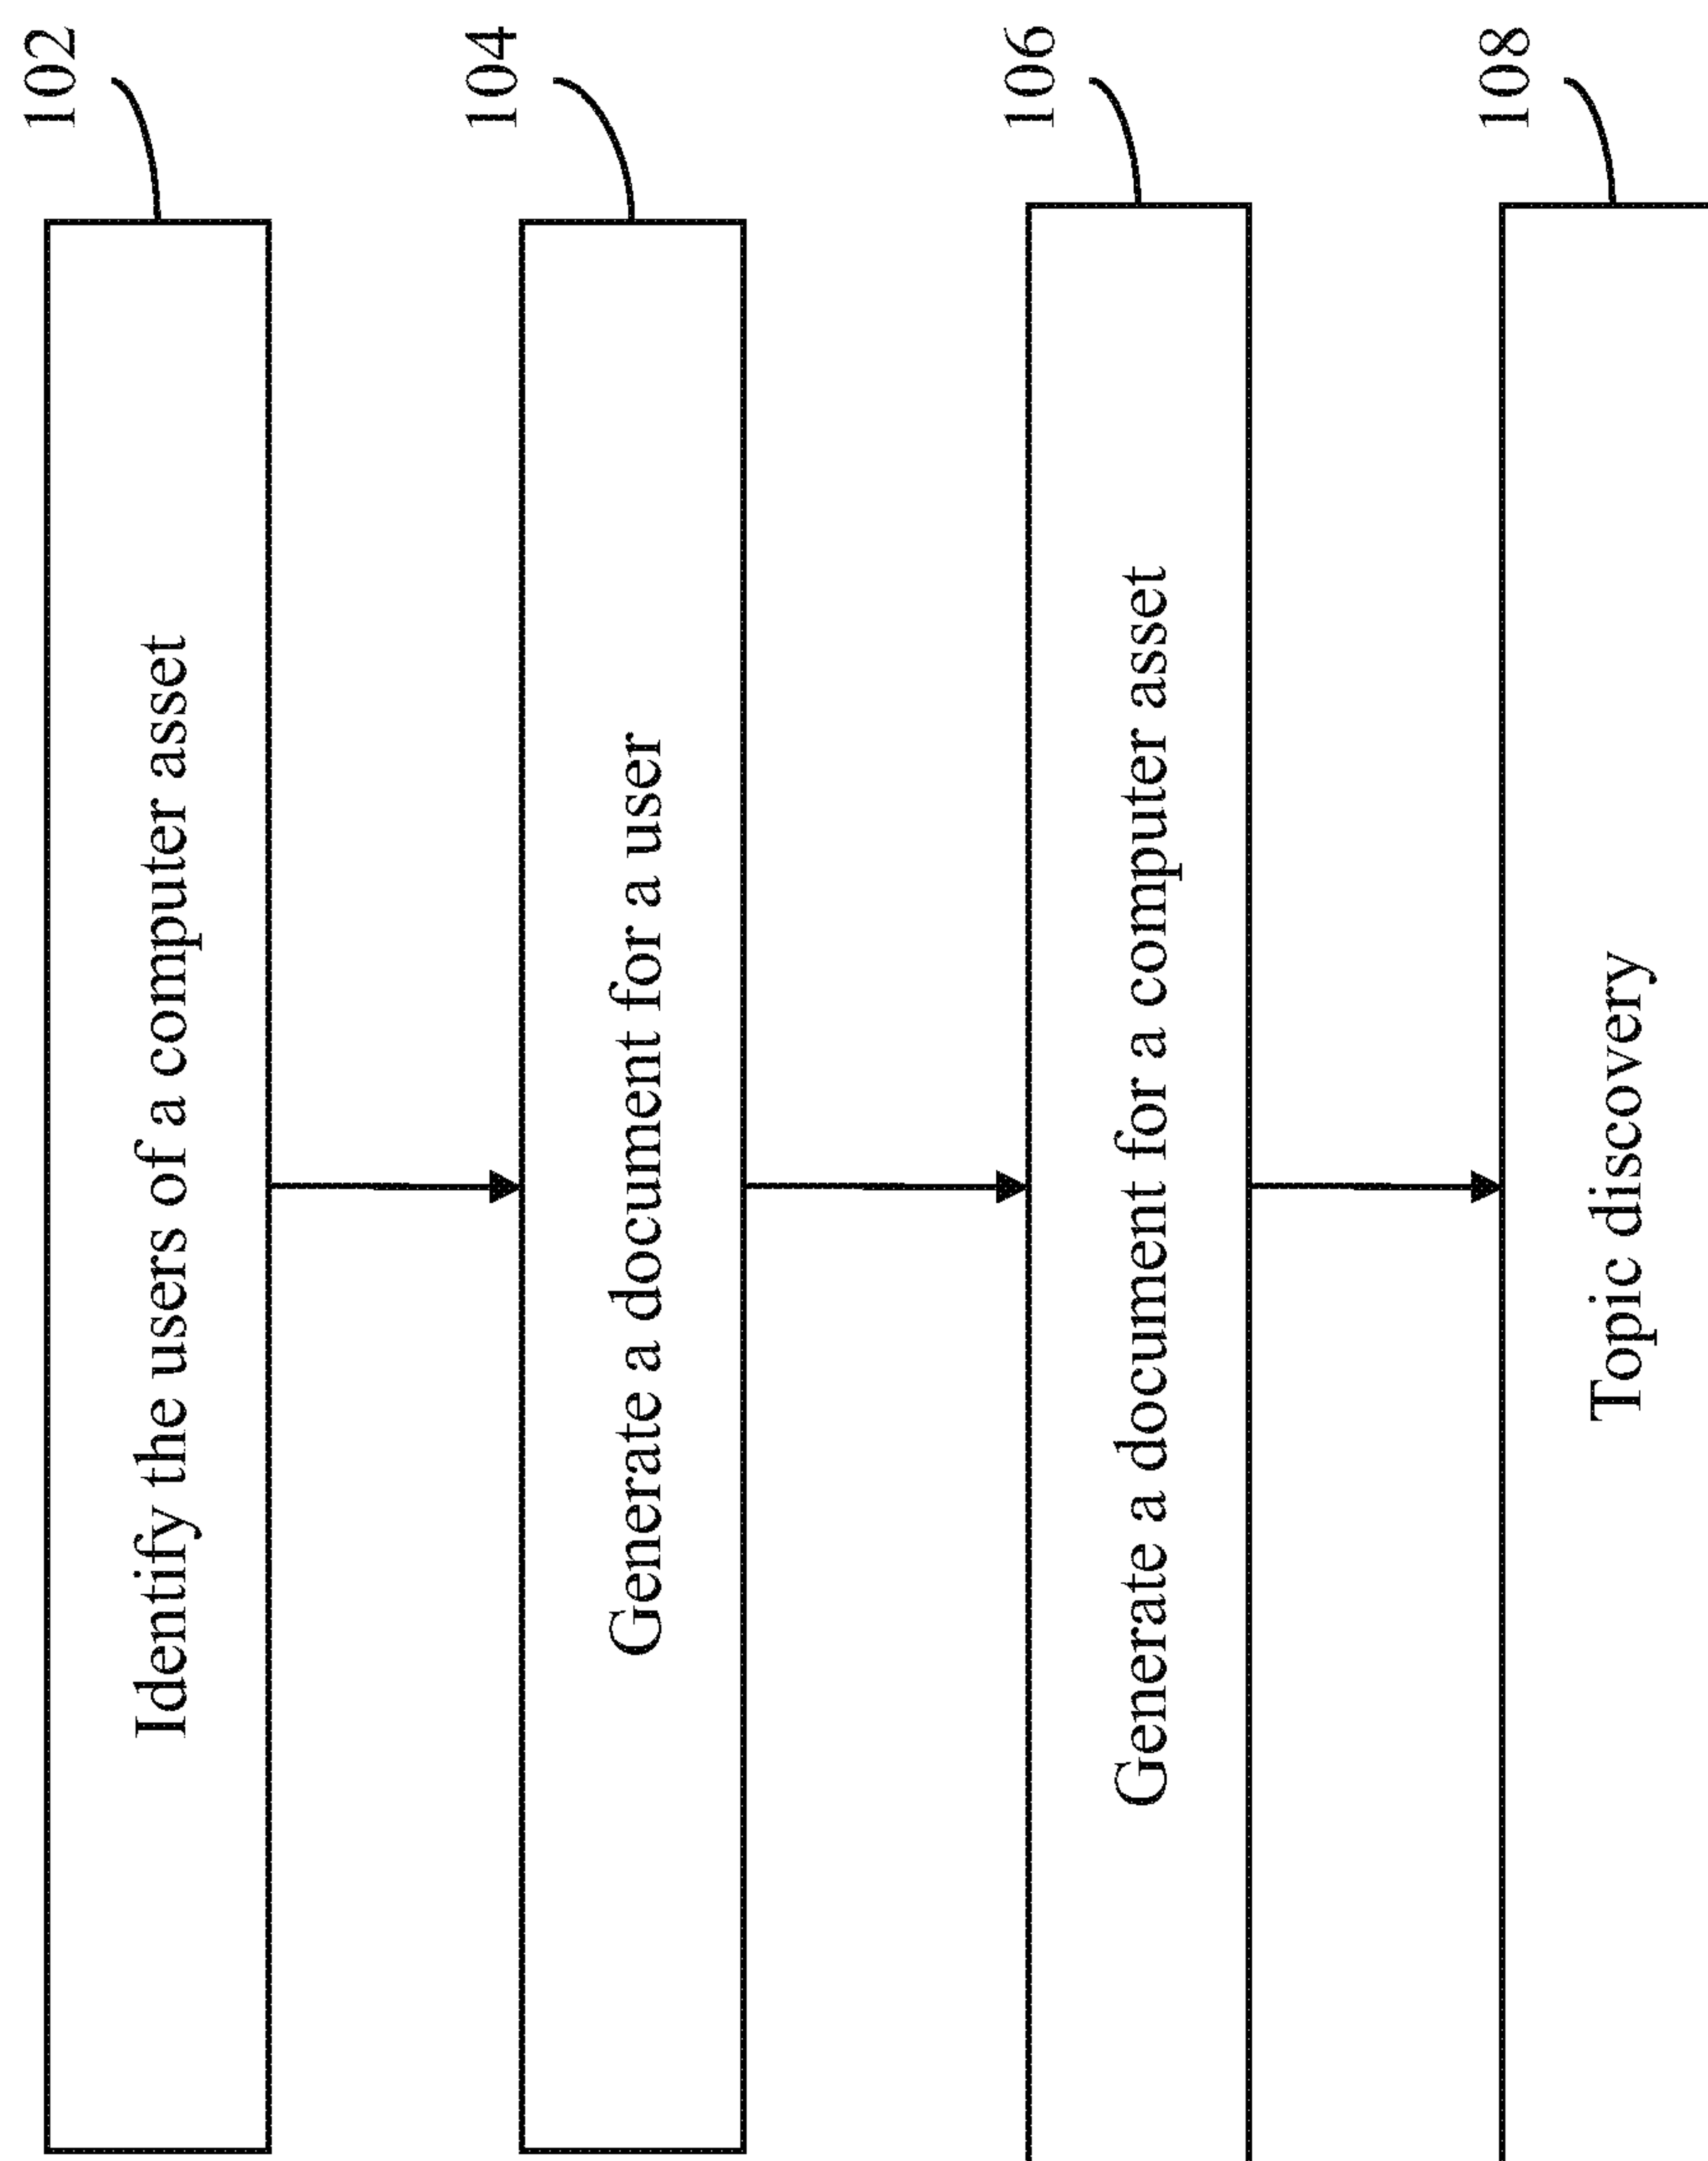 102
Identify the users of a computer asset
104
Generate a document for a user
106
Generate a document for a computer asset
108
Topic discovery